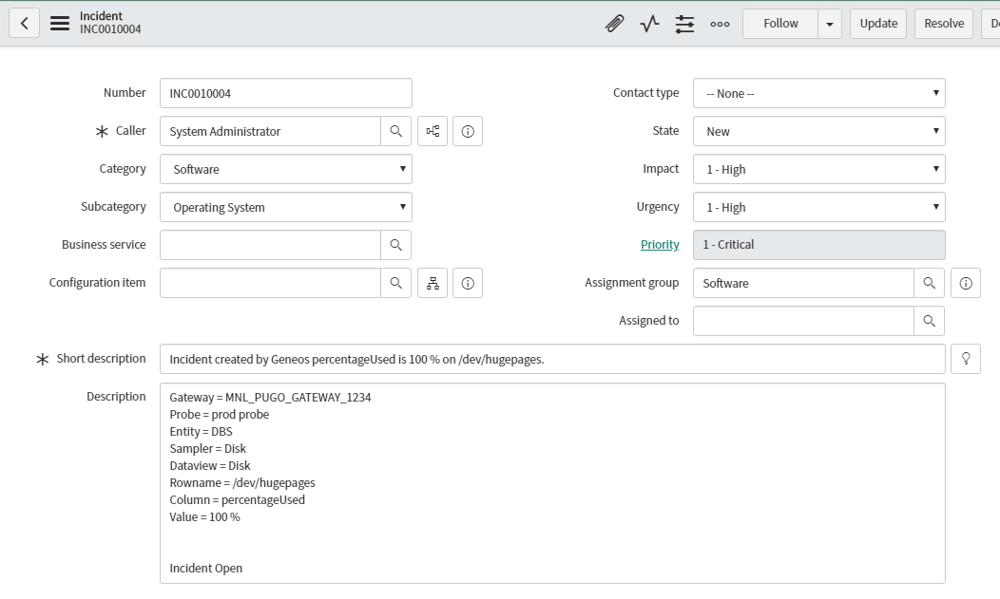 Incident
INC0010004
Follow
Update
Resolve
Number
INC0010004
Caller
System Administrator
Category
Software
Subcategory
Operating System
Business service
Configuration item
Contact type
-- None --
State
New
Impact
1 - High
Urgency
1 - High
Priority
1 - Critical
Assignment group
Software
Assigned to
Short description
Incident created by Geneos percentageUsed is 100 % on /dev/hugepages.
Description
Gateway = MNL_PUGO_GATEWAY_1234
Probe = prod probe
Entity = DBS
Sampler = Disk
Dataview = Disk
Rowname = /dev/hugepages
Column = percentageUsed
Value = 100 %
Incident Open